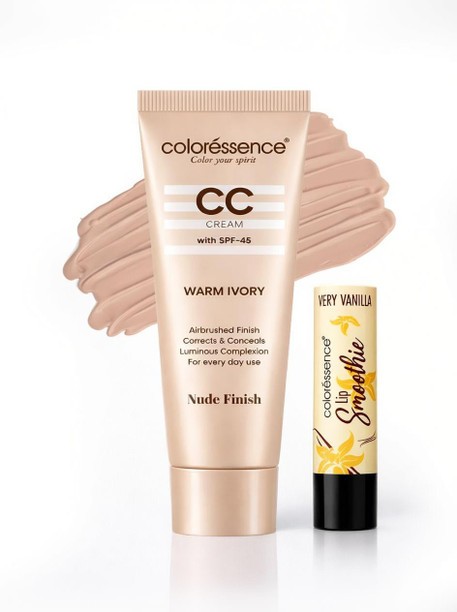 coloréssence®
Color your spirit
CC
CREAM
with SPF-45
WARM IVORY
Airbrushed Finish
Corrects & Conceals
Luminous Complexion
For every day use
Nude Finish
VERY VANILLA
coloréssence®
Lip
Smoothie